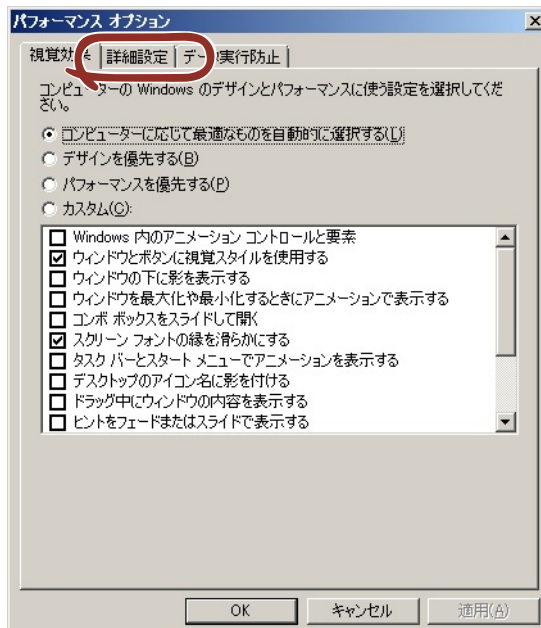 パフォーマンス オプション
視覚効果 詳細設定 データ実行防止
コンピューターの Windows のデザインとパフォーマンスに使う設定を選択してくだ
さい。
コンピューターに応じて最適なものを自動的に選択する(L)
デザインを優先する(B)
パフォーマンスを優先する(P)
カスタム(C):
Windows 内のアニメーション コントロールと要素
ウィンドウとボタンに視覚スタイルを使用する
ウィンドウの下に影を表示する
ウィンドウを最大化や最小化するときにアニメーションで表示する
コンボ ボックスをスライドして開く
スクリーン フォントの縁を滑らかにする
タスク バーとスタート メニューでアニメーションを表示する
デスクトップのアイコン名に影を付ける
ドラッグ中にウィンドウの内容を表示する
ヒントをフェードまたはスライドで表示する
OK キャンセル 適用(A)